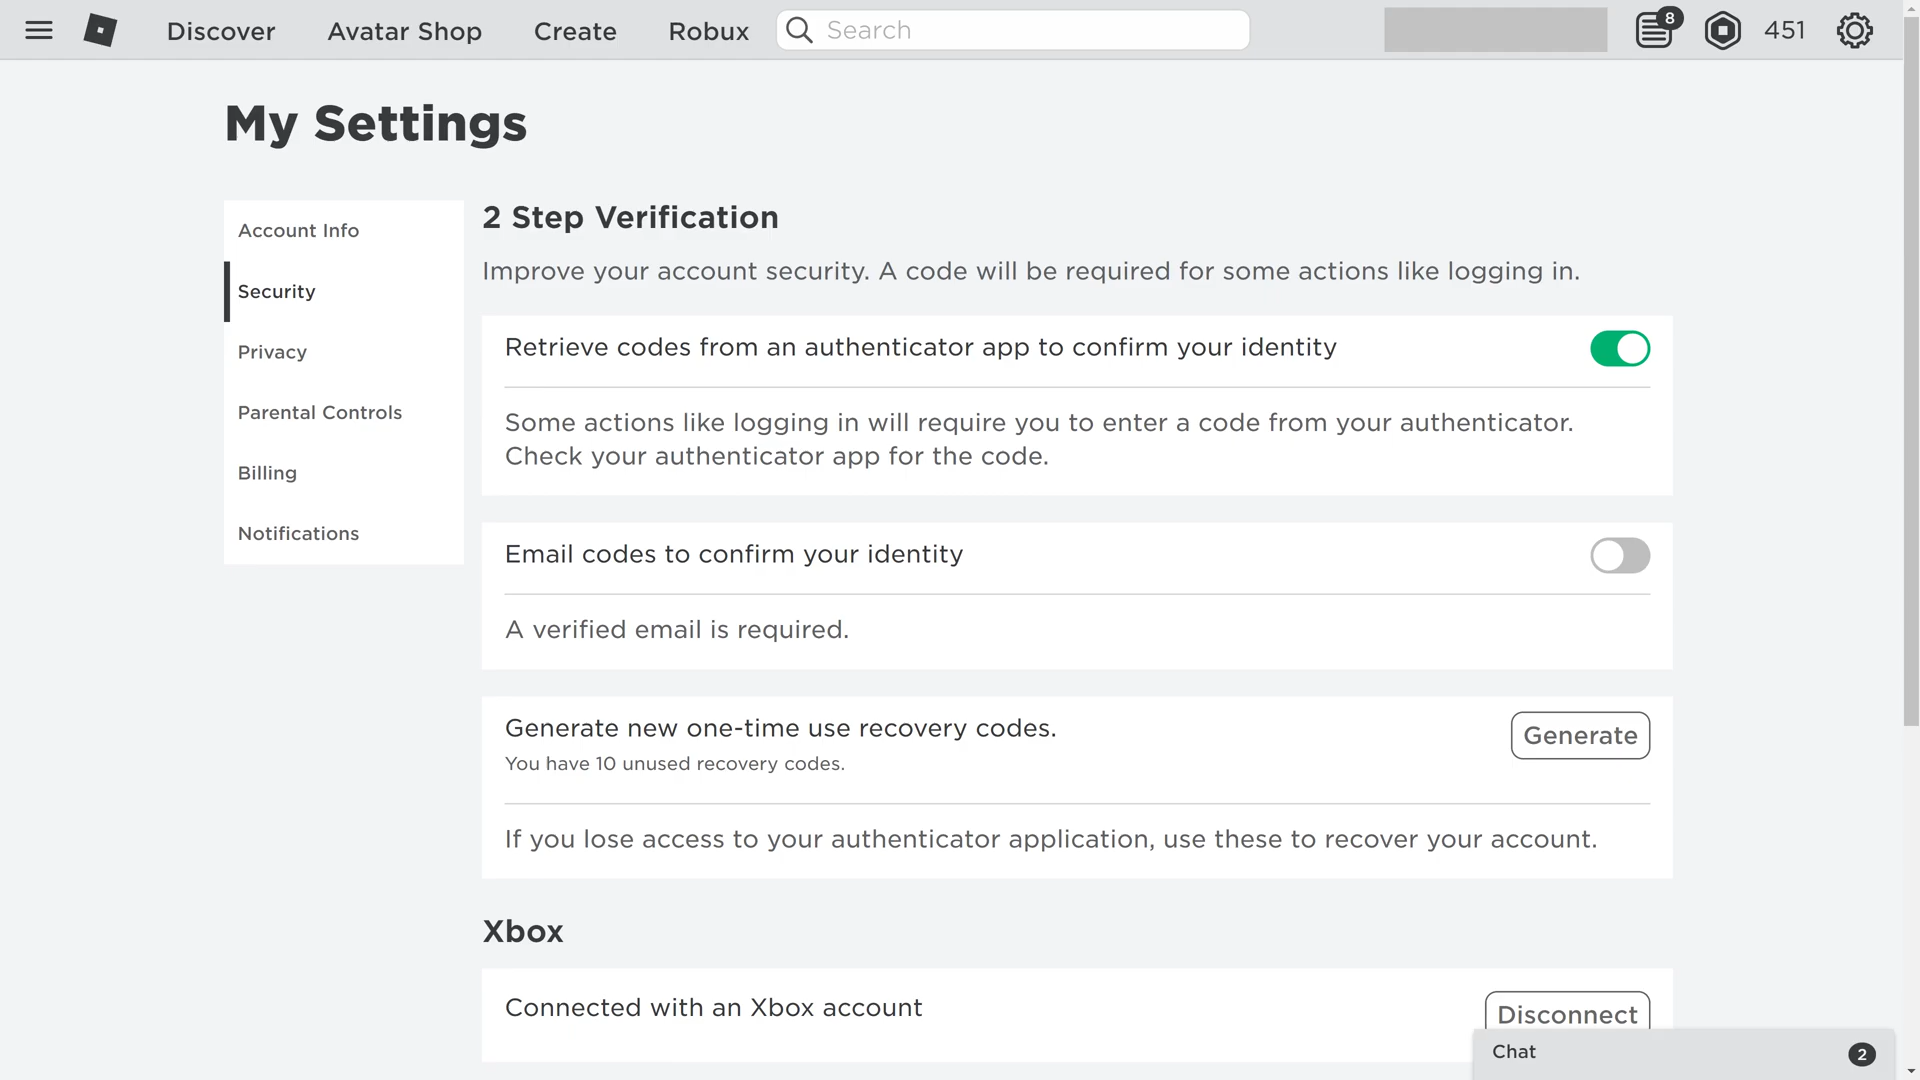 Discover
Avatar Shop
Create
Robux
Search
8
451
My Settings
Account Info
Security
Privacy
Parental Controls
Billing
Notifications
2 Step Verification
Improve your account security. A code will be required for some actions like logging in.
Retrieve codes from an authenticator app to confirm your identity
Some actions like logging in will require you to enter a code from your authenticator.
Check your authenticator app for the code.
Email codes to confirm your identity
A verified email is required.
Generate new one-time use recovery codes.
You have 10 unused recovery codes.
Generate
If you lose access to your authenticator application, use these to recover your account.
Xbox
Connected with an Xbox account
Disconnect
Chat
2